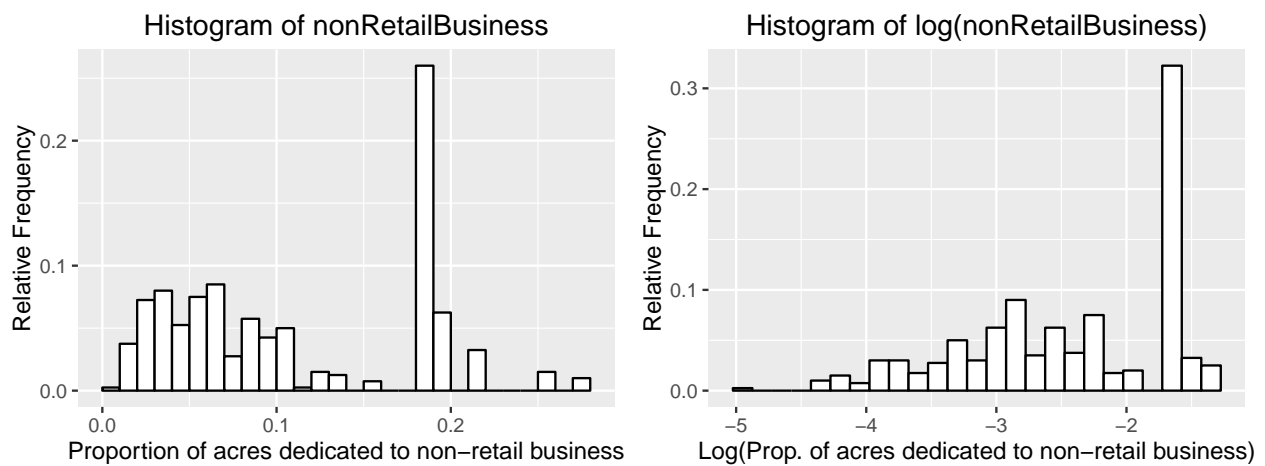 Histogram of nonRetailBusiness
Relative Frequency
0.2
0.1
0.0
0.0 0.1 0.2
Proportion of acres dedicated to non−retail business
Histogram of log(nonRetailBusiness)
Relative Frequency
0.3
0.2
0.1
0.0
−5 −4 −3 −2
Log(Prop. of acres dedicated to non−retail business)